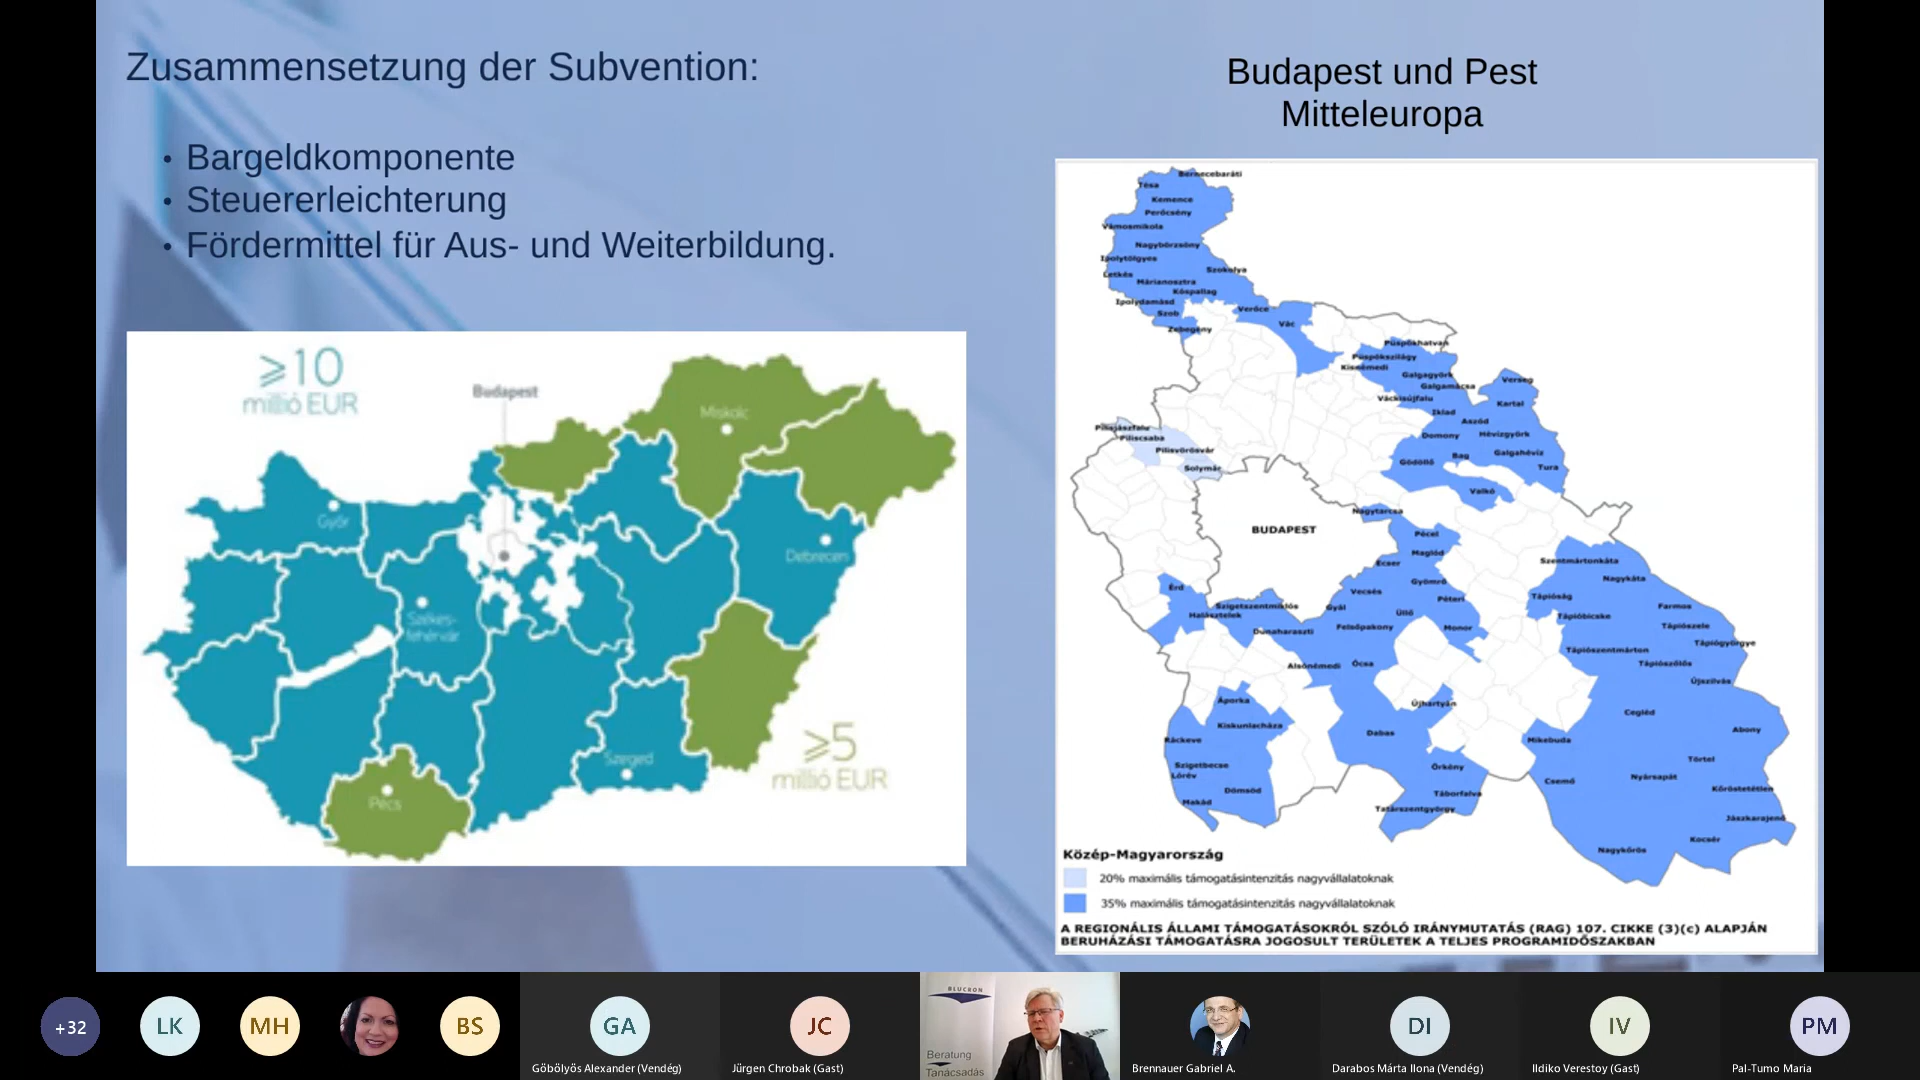 Zusammensetzung der Subvention:
• Bargeldkomponente
• Steuererleichterung
• Fördermittel für Aus- und Weiterbildung.
≥10
millió EUR
Budapest
Miskolc
Győr
Debrecen
Székes-
fehérvár
Szeged
Pécs
≥5
millió EUR
Budapest und Pest
Mitteleuropa
Bernecebaráti
Tésa
Kemence
Perőcsény
Vámosmikola
Nagybörzsöny
Ipolytölgyes
Szokolya
Letkés
Márianosztra
Kóspallag
Ipolydamásd
Szob
Verőce
Vác
Zebegény
Püspökhatvan
Püspökszilágy
Kisnémedi
Galgagyörk
Verseg
Galgamácsa
Váckisújfalu
Kartal
Iklad
Aszód
Piliscsaba
Domony
Hévízgyörk
Pilisvörösvár
Bag
Galgahévíz
Gödöllő
Solymár
Tura
Valkó
Nagytarcsa
BUDAPEST
Pécel
Maglód
Ecser
Szentmártonkáta
Gyömrő
Nagykáta
Érd
Vecsés
Péteri
Tápióság
Szigetszentmiklós
Gyál
Üllő
Farmos
Halásztelek
Tápióbicske
Dunaharaszti
Felsőpakony
Monor
Tápiószele
Tápiógyörgye
Tápiószentmárton
Alsónémedi
Ócsa
Tápiószőlős
Újszilvás
Áporka
Újhartyán
Cegléd
Kiskunlacháza
Dabas
Abony
Ráckeve
Mikebuda
Törtel
Szigetbecse
Lórév
Örkény
Csemő
Nyársapát
Dömsöd
Táborfalva
Kőröstetétlen
Makád
Tatárszentgyörgy
Jászkarajenő
Kocsér
Nagykőrös
Közép-Magyarország
20% maximális támogatásintenzitás nagyvállalatoknak
35% maximális támogatásintenzitás nagyvállalatoknak
A REGIONÁLIS ÁLLAMI TÁMOGATÁSOKRÓL SZÓLÓ IRÁNYMUTATÁS (RAG) 107. CIKKE (3)(c) ALAPJÁN
BERUHÁZÁSI TÁMOGATÁSRA JOGOSULT TERÜLETEK A TELJES PROGRAMIDŐSZAKBAN
+32
LK
MH
BS
GA
Göbölyös Alexander (Vendég)
JC
Jürgen Chrobak (Gast)
BLUCRON
Beratung
Tanácsadás
Brennauer Gabriel A.
DI
Darabos Márta Ilona (Vendég)
IV
Ildiko Verestoy (Gast)
PM
Pal-Tumo Maria